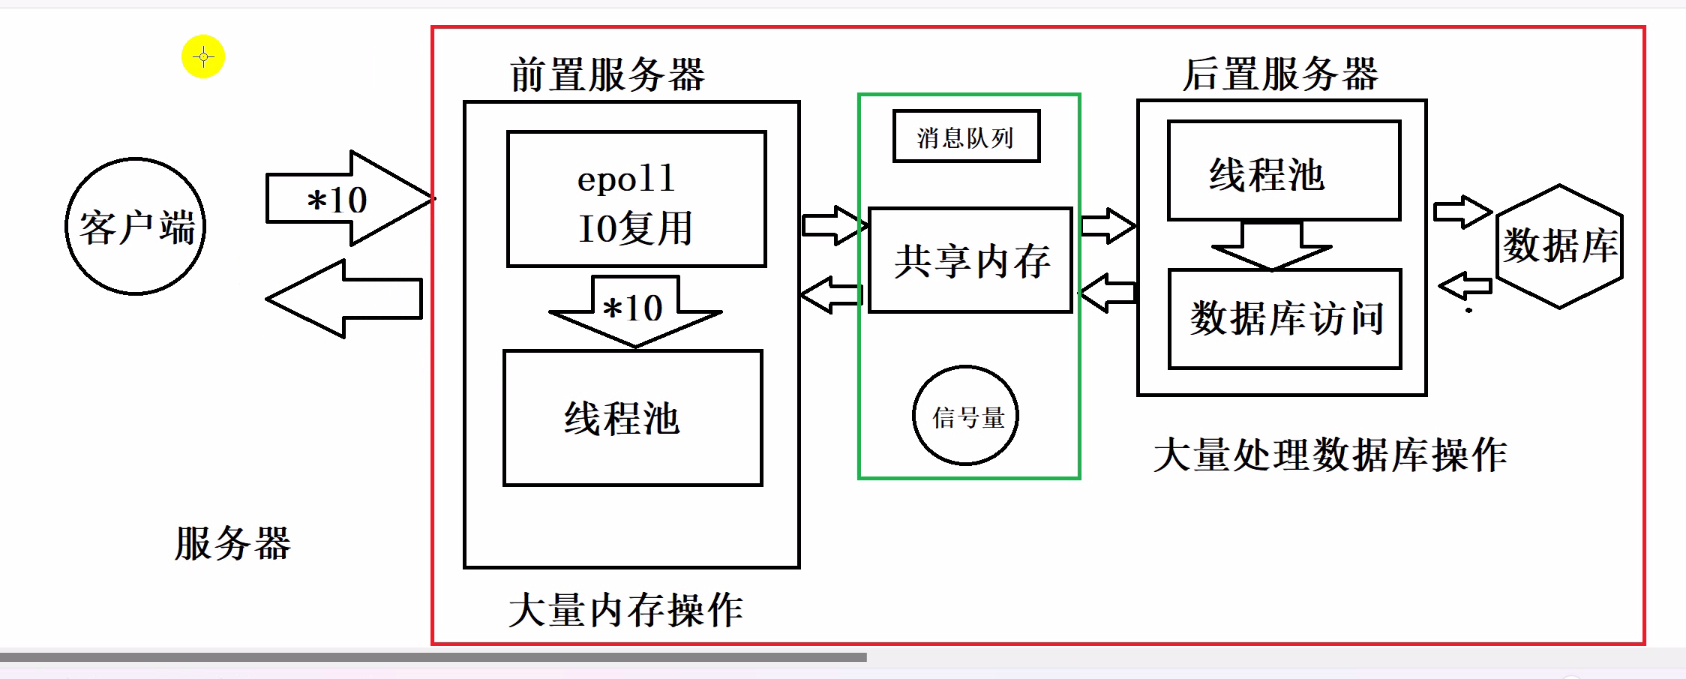 客户端
*10
服务器
前置服务器
epoll
IO复用
*10
线程池
大量内存操作
消息队列
共享内存
信号量
后置服务器
线程池
数据库访问
大量处理数据库操作
数据库